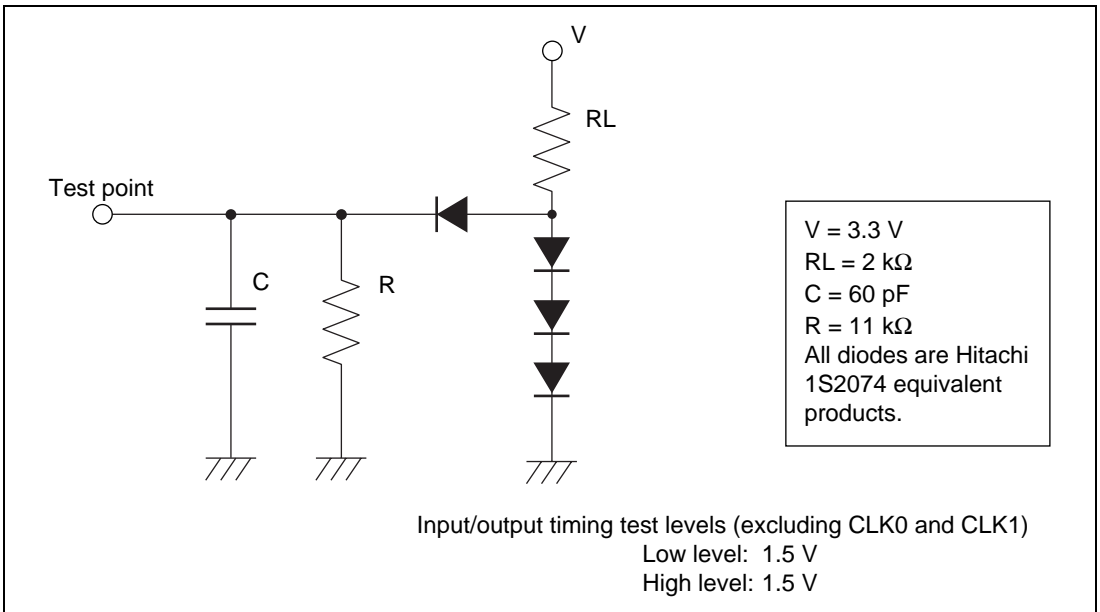 V
RL
Test point
C
R
V = 3.3 V
RL = 2 kΩ
C = 60 pF
R = 11 kΩ
All diodes are Hitachi
1S2074 equivalent
products.
Input/output timing test levels (excluding CLK0 and CLK1)
Low level: 1.5 V
High level: 1.5 V